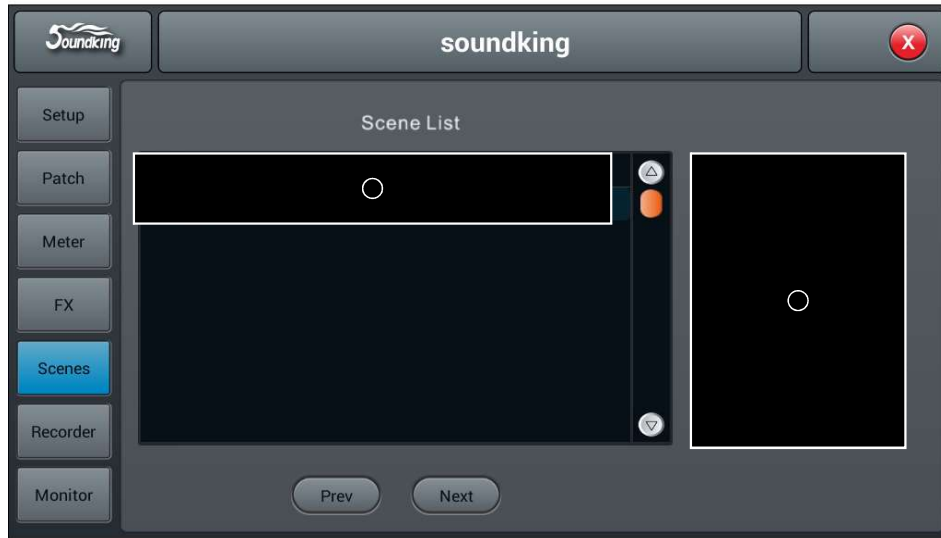 Soundking
soundking
X
Setup
Scene List
Patch
Meter
FX
Scenes
Recorder
Monitor
Prev
Next